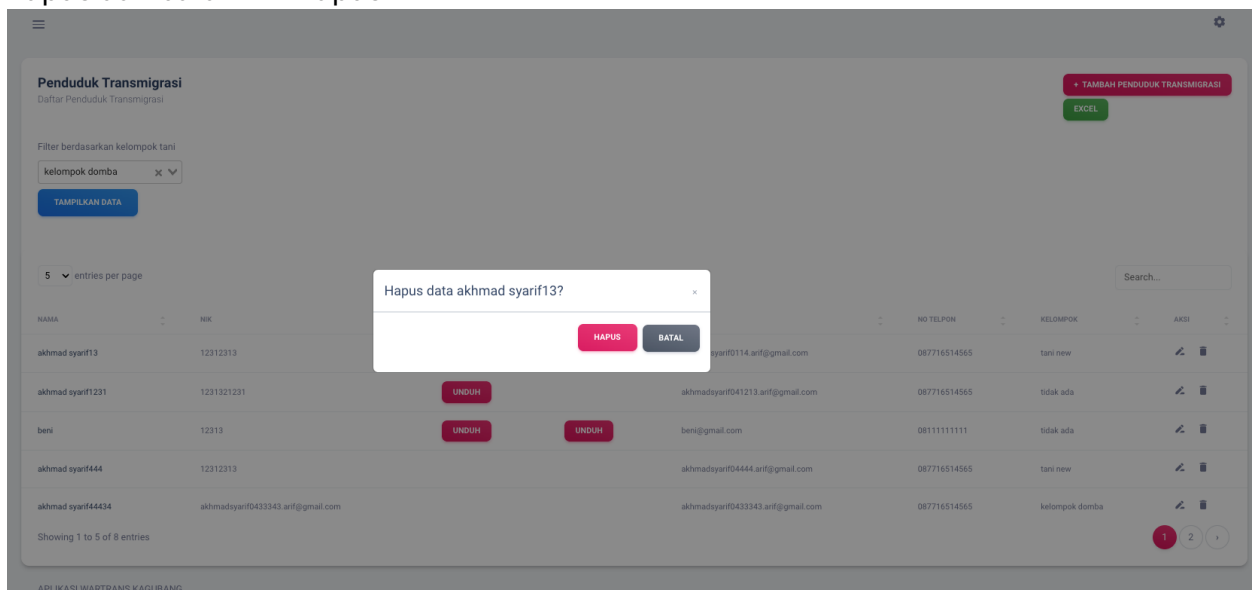 Penduduk Transmigrasi
Daftar Penduduk Transmigrasi
+ TAMBAH PENDUDUK TRANSMIGRASI
EXCEL
Filter berdasarkan kelompok tani
kelompok domba
TAMPILKAN DATA
5 entries per page
Search...
Hapus data akhmad syarif13?
×
HAPUS BATAL
NAMA NIK NO TELPON KELOMPOK AKSI
akhmad syarif13 12312313 syarif0114.arif@gmail.com 087716514565 tani new
akhmad syarif1231 1231321231 UNDUH akhmadsyarif041213.arif@gmail.com 087716514565 tidak ada
beni 12313 UNDUH UNDUH beni@gmail.com 08111111111 tidak ada
akhmad syarif444 12312313 akhmadsyarif04444.arif@gmail.com 087716514565 tani new
akhmad syarif44434 akhmadsyarif0433343.arif@gmail.com akhmadsyarif0433343.arif@gmail.com 087716514565 kelompok domba
Showing 1 to 5 of 8 entries
1 2 ›
APLIKASI WARTRANS KAGURANG